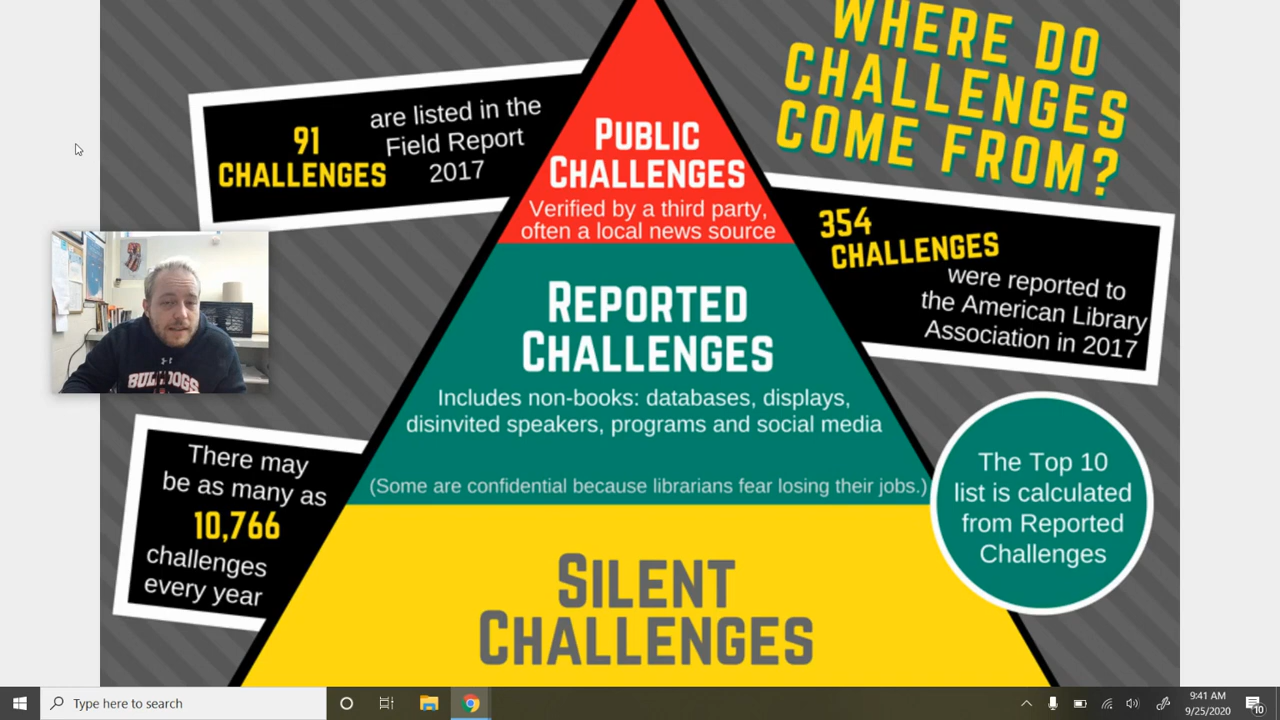 WHERE DO
CHALLENGES
COME FROM?
91
CHALLENGES
are listed in the
Field Report
2017
PUBLIC
CHALLENGES
Verified by a third party,
often a local news source
354
CHALLENGES
were reported to
the American Library
Association in 2017
REPORTED
CHALLENGES
Includes non-books: databases, displays,
disinvited speakers, programs and social media
(Some are confidential because librarians fear losing their jobs.)
BULLDOGS
There may
be as many as
10,766
challenges
every year
The Top 10
list is calculated
from Reported
Challenges
SILENT
CHALLENGES
Type here to search
9:41 AM
9/25/2020
10